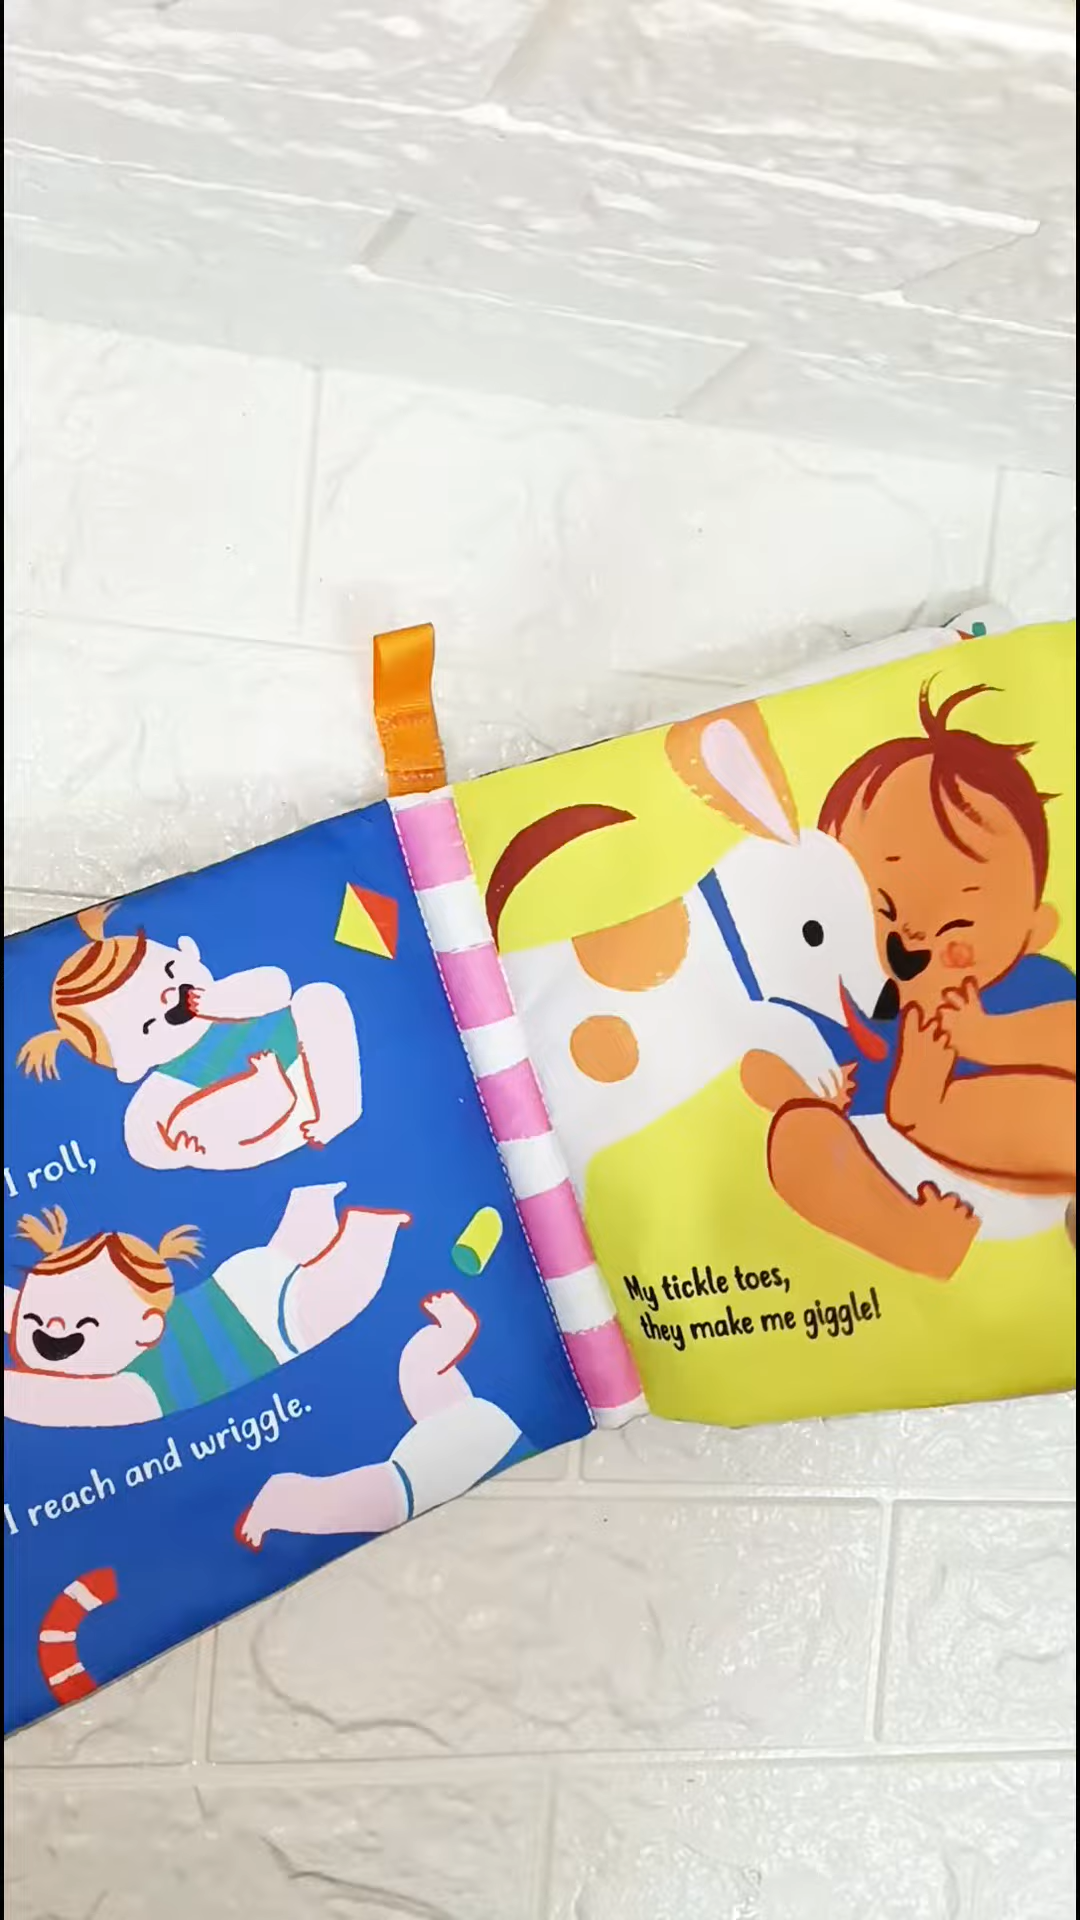 I roll,
I reach and wriggle.
My tickle toes,
they make me giggle!